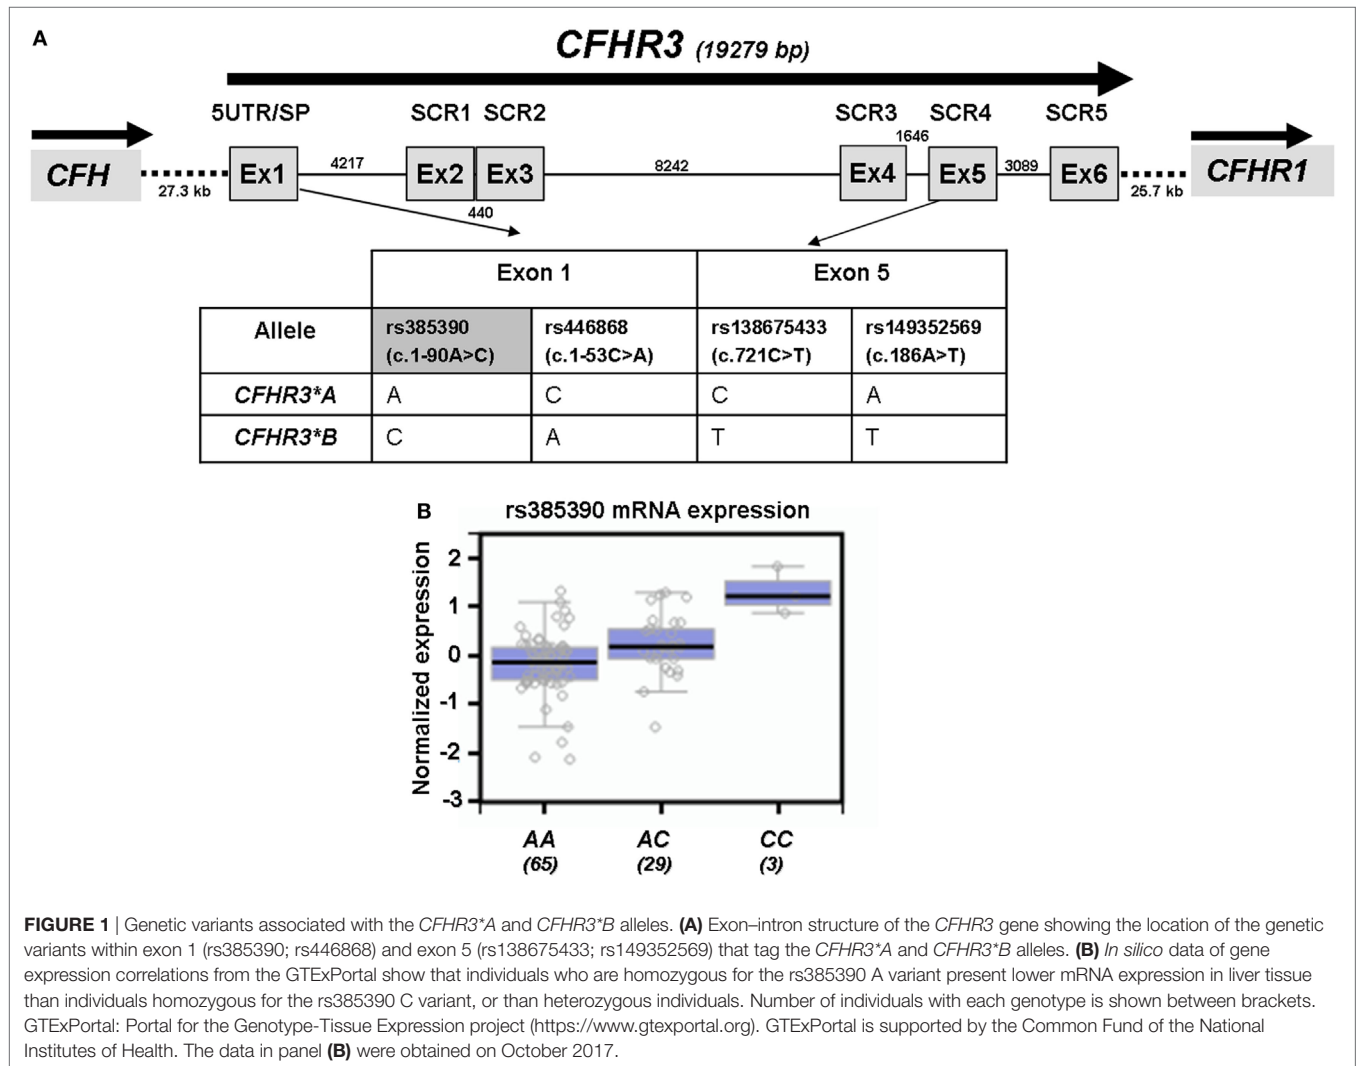 A
CFHR3 (19279 bp)
5UTR/SP SCR1 SCR2 SCR3 SCR4 SCR5
CFH 27.3 kb Ex1 4217 Ex2 440 Ex3 8242 Ex4 1646 Ex5 3089 Ex6 25.7 kb CFHR1
Exon 1 Exon 5
Allele rs385390 (c.1-90A>C) rs446868 (c.1-53C>A) rs138675433 (c.721C>T) rs149352569 (c.186A>T)
CFHR3*A A C C A
CFHR3*B C A T T
B rs385390 mRNA expression
Normalized expression
2
1
0
-1
-2
-3
AA AC CC
(65) (29) (3)
FIGURE 1 | Genetic variants associated with the CFHR3*A and CFHR3*B alleles. (A) Exon–intron structure of the CFHR3 gene showing the location of the genetic
variants within exon 1 (rs385390; rs446868) and exon 5 (rs138675433; rs149352569) that tag the CFHR3*A and CFHR3*B alleles. (B) In silico data of gene
expression correlations from the GTExPortal show that individuals who are homozygous for the rs385390 A variant present lower mRNA expression in liver tissue
than individuals homozygous for the rs385390 C variant, or than heterozygous individuals. Number of individuals with each genotype is shown between brackets.
GTExPortal: Portal for the Genotype-Tissue Expression project (https://www.gtexportal.org). GTExPortal is supported by the Common Fund of the National
Institutes of Health. The data in panel (B) were obtained on October 2017.